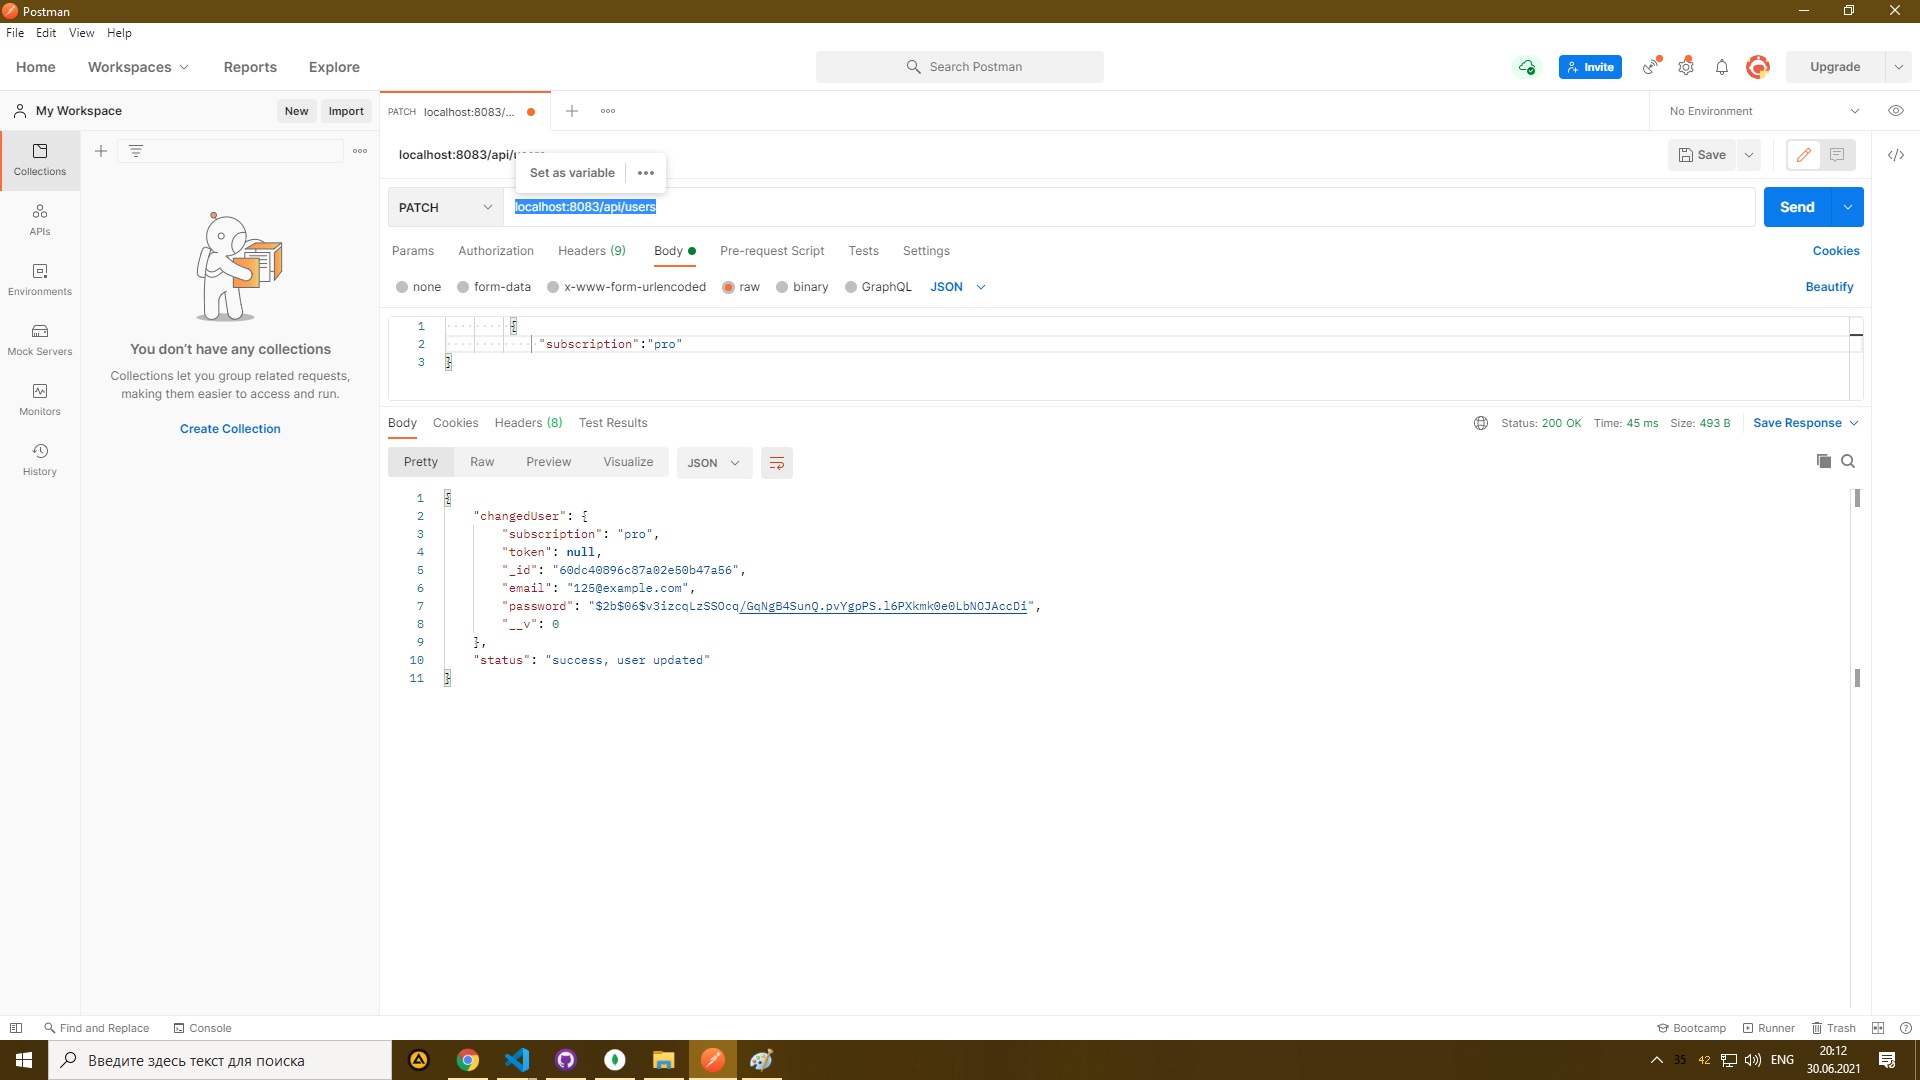 Postman
File Edit View Help
Home Workspaces Reports Explore
Search Postman
Invite
Upgrade
My Workspace
New Import
PATCH localhost:8083/...
No Environment
Collections
APIs
Environments
Mock Servers
Monitors
History
You don't have any collections
Collections let you group related requests,
making them easier to access and run.
Create Collection
localhost:8083/api/users
Save
Set as variable
PATCH
localhost:8083/api/users
Send
Params Authorization Headers (9) Body Pre-request Script Tests Settings
Cookies
none form-data x-www-form-urlencoded raw binary GraphQL JSON
Beautify
1 {
2 "subscription":"pro"
3 }
Body Cookies Headers (8) Test Results
Status: 200 OK Time: 45 ms Size: 493 B Save Response
Pretty Raw Preview Visualize JSON
1 {
2 "changedUser": {
3 "subscription": "pro",
4 "token": null,
5 "_id": "60dc40896c87a02e50b47a56",
6 "email": "125@example.com",
7 "password": "$2b$06$v3izcqLzSSOcq/GqNgB4SunQ.pvYgpPS.l6PXkmk0e0LbNOJAccDi",
8 "__v": 0
9 },
10 "status": "success, user updated"
11 }
Find and Replace Console
Bootcamp Runner Trash
Введите здесь текст для поиска
35 42 ENG
20:12
30.06.2021